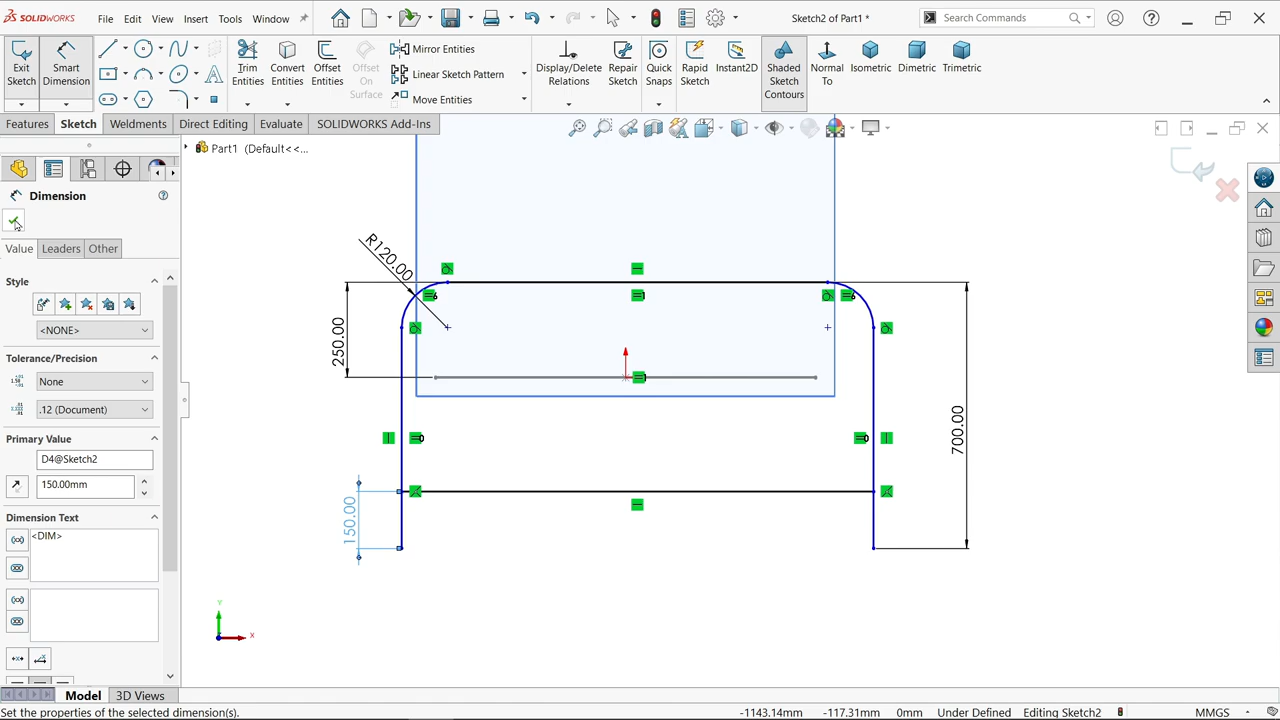 SOLIDWORKS File Edit View Insert Tools Window Sketch2 of Part1 * Search Commands
Exit Sketch
Smart Dimension
Trim Entities
Convert Entities
Offset Entities
Offset On Surface
Mirror Entities
Linear Sketch Pattern
Move Entities
Display/Delete Relations
Repair Sketch
Quick Snaps
Rapid Sketch
Instant2D
Shaded Sketch Contours
Normal To
Isometric
Dimetric
Trimetric
Features Sketch Weldments Direct Editing Evaluate SOLIDWORKS Add-Ins
Part1 (Default<<...
Dimension
Value Leaders Other
Style
<NONE>
Tolerance/Precision
None
.12 (Document)
Primary Value
D4@Sketch2
150.00mm
Dimension Text
<DIM>
R120.00
250.00
700.00
150.00
Y
X
Model 3D Views
Set the properties of the selected dimension(s). -1143.14mm -117.31mm 0mm Under Defined Editing Sketch2 MMGS